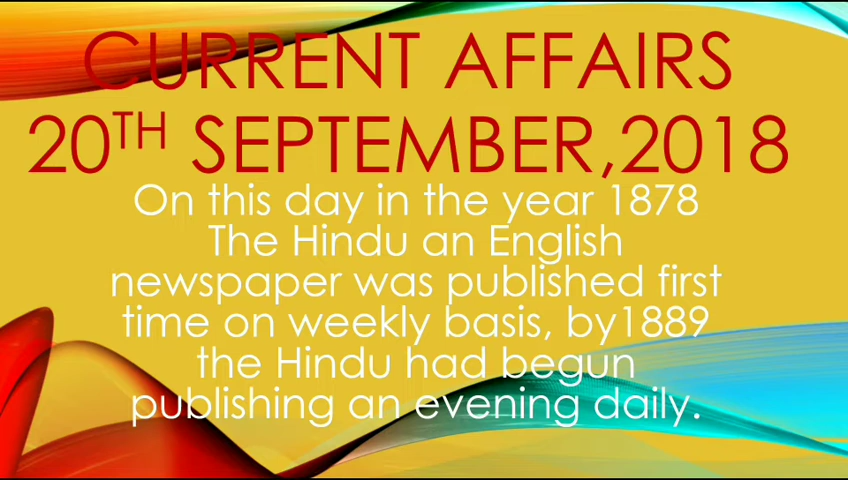 CURRENT AFFAIRS
20TH SEPTEMBER,2018
On this day in the year 1878
The Hindu an English
newspaper was published first
time on weekly basis, by1889
the Hindu had begun
publishing an evening daily.